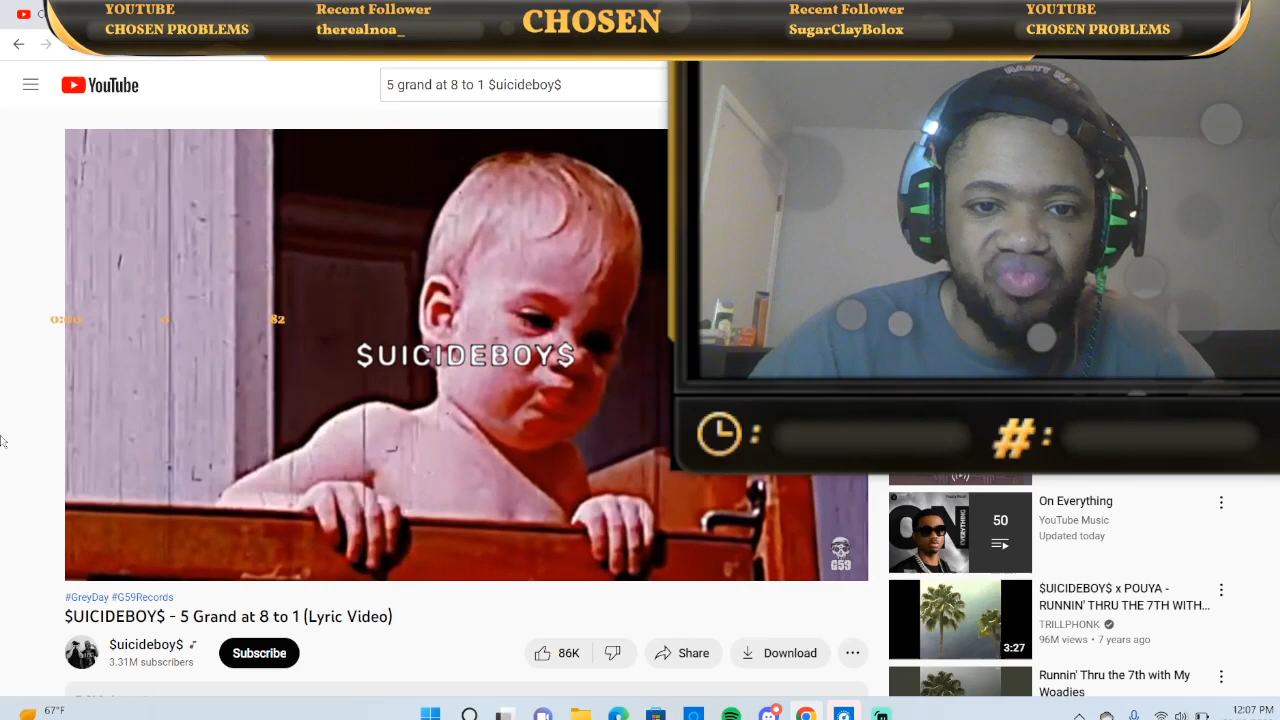 YOUTUBE
CHOSEN PROBLEMS
Recent Follower
therealnoa_
CHOSEN
Recent Follower
SugarClayBolox
YOUTUBE
CHOSEN PROBLEMS
YouTube
5 grand at 8 to 1 $uicideboy$
82
$UICIDEBOY$
G59
#:
On Everything
YouTube Music
Updated today
50
$UICIDEBOY$ x POUYA -
RUNNIN' THRU THE 7TH WITH...
TRILLPHONK
96M views • 7 years ago
3:27
Runnin' Thru the 7th with My
Woadies
#GreyDay #G59Records
$UICIDEBOY$ - 5 Grand at 8 to 1 (Lyric Video)
$uicideboy$
3.31M subscribers
Subscribe
86K
Share
Download
67°F
12:07 PM